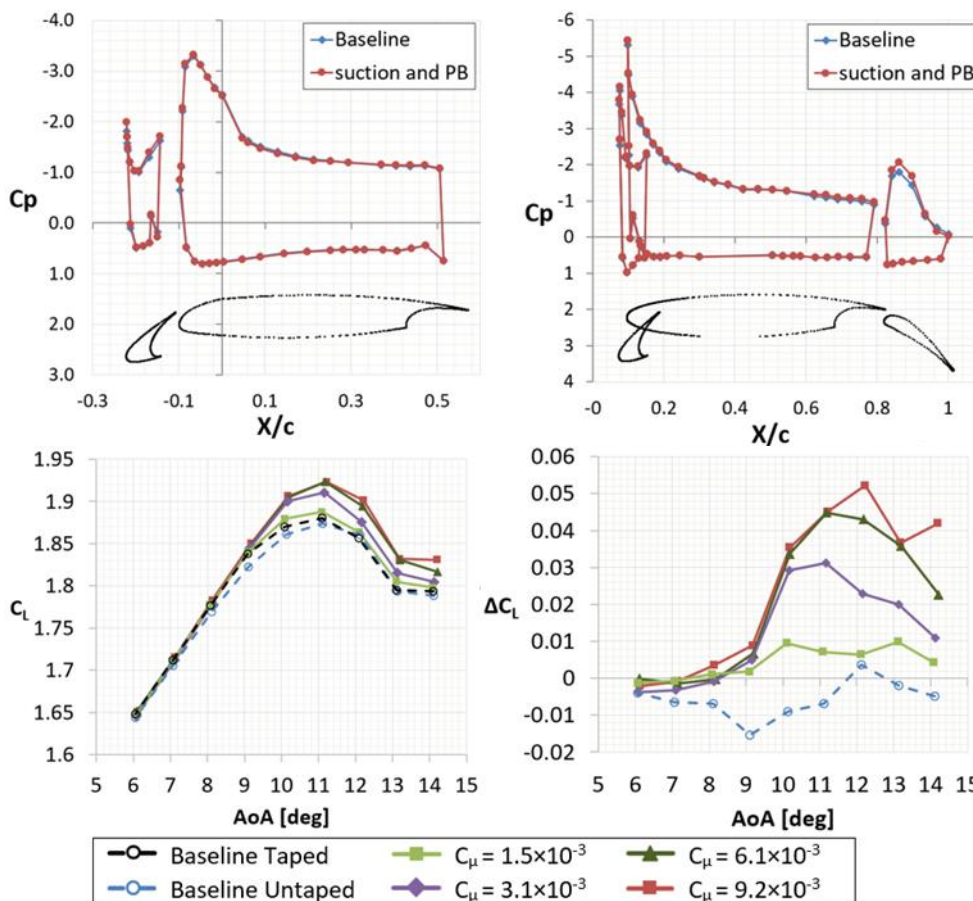 -4.0
-3.0
-2.0
-1.0
0.0
1.0
2.0
3.0
Cp
Baseline
suction and PB
-0.3
-0.1
0.1
0.3
0.5
X/c
-6
-5
-4
-3
-2
-1
0
1
2
3
4
Cp
Baseline
suction and PB
-0
0.2
0.4
0.6
0.8
1
X/c
1.95
1.9
1.85
1.8
1.75
1.7
1.65
1.6
CL
5 6 7 8 9 10 11 12 13 14 15
AoA [deg]
0.06
0.05
0.04
0.03
0.02
0.01
0
-0.01
-0.02
ΔCL
5 6 7 8 9 10 11 12 13 14 15
AoA [deg]
Baseline Taped
Cμ = 1.5×10-3
Cμ = 6.1×10-3
Baseline Untaped
Cμ = 3.1×10-3
Cμ = 9.2×10-3